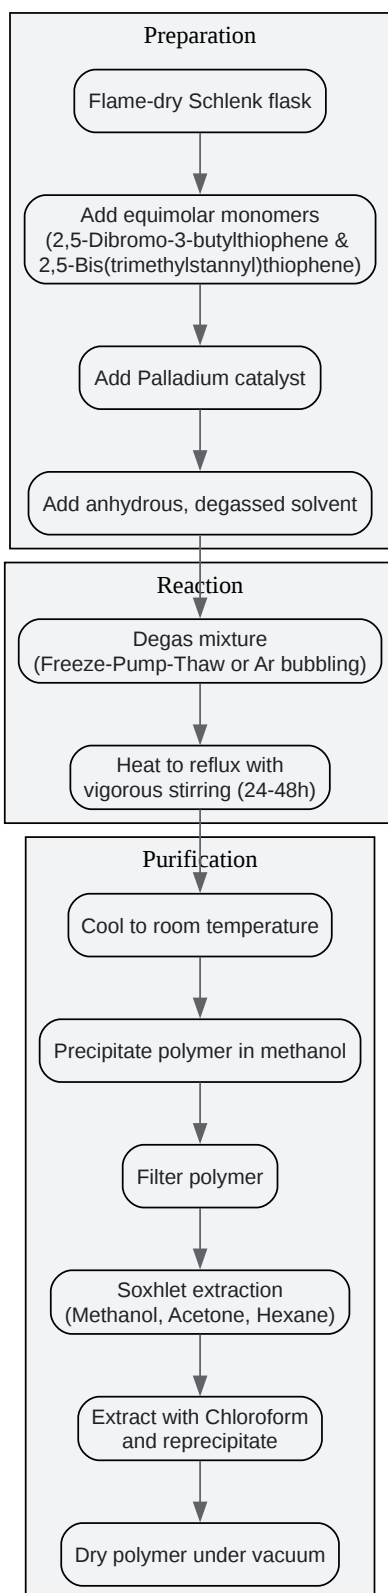 Preparation
Flame-dry Schlenk flask
Add equimolar monomers
(2,5-Dibromo-3-butylthiophene &
2,5-Bis(trimethylstannyl)thiophene)
Add Palladium catalyst
Add anhydrous, degassed solvent
Reaction
Degas mixture
(Freeze-Pump-Thaw or Ar bubbling)
Heat to reflux with
vigorous stirring (24-48h)
Purification
Cool to room temperature
Precipitate polymer in methanol
Filter polymer
Soxhlet extraction
(Methanol, Acetone, Hexane)
Extract with Chloroform
and reprecipitate
Dry polymer under vacuum